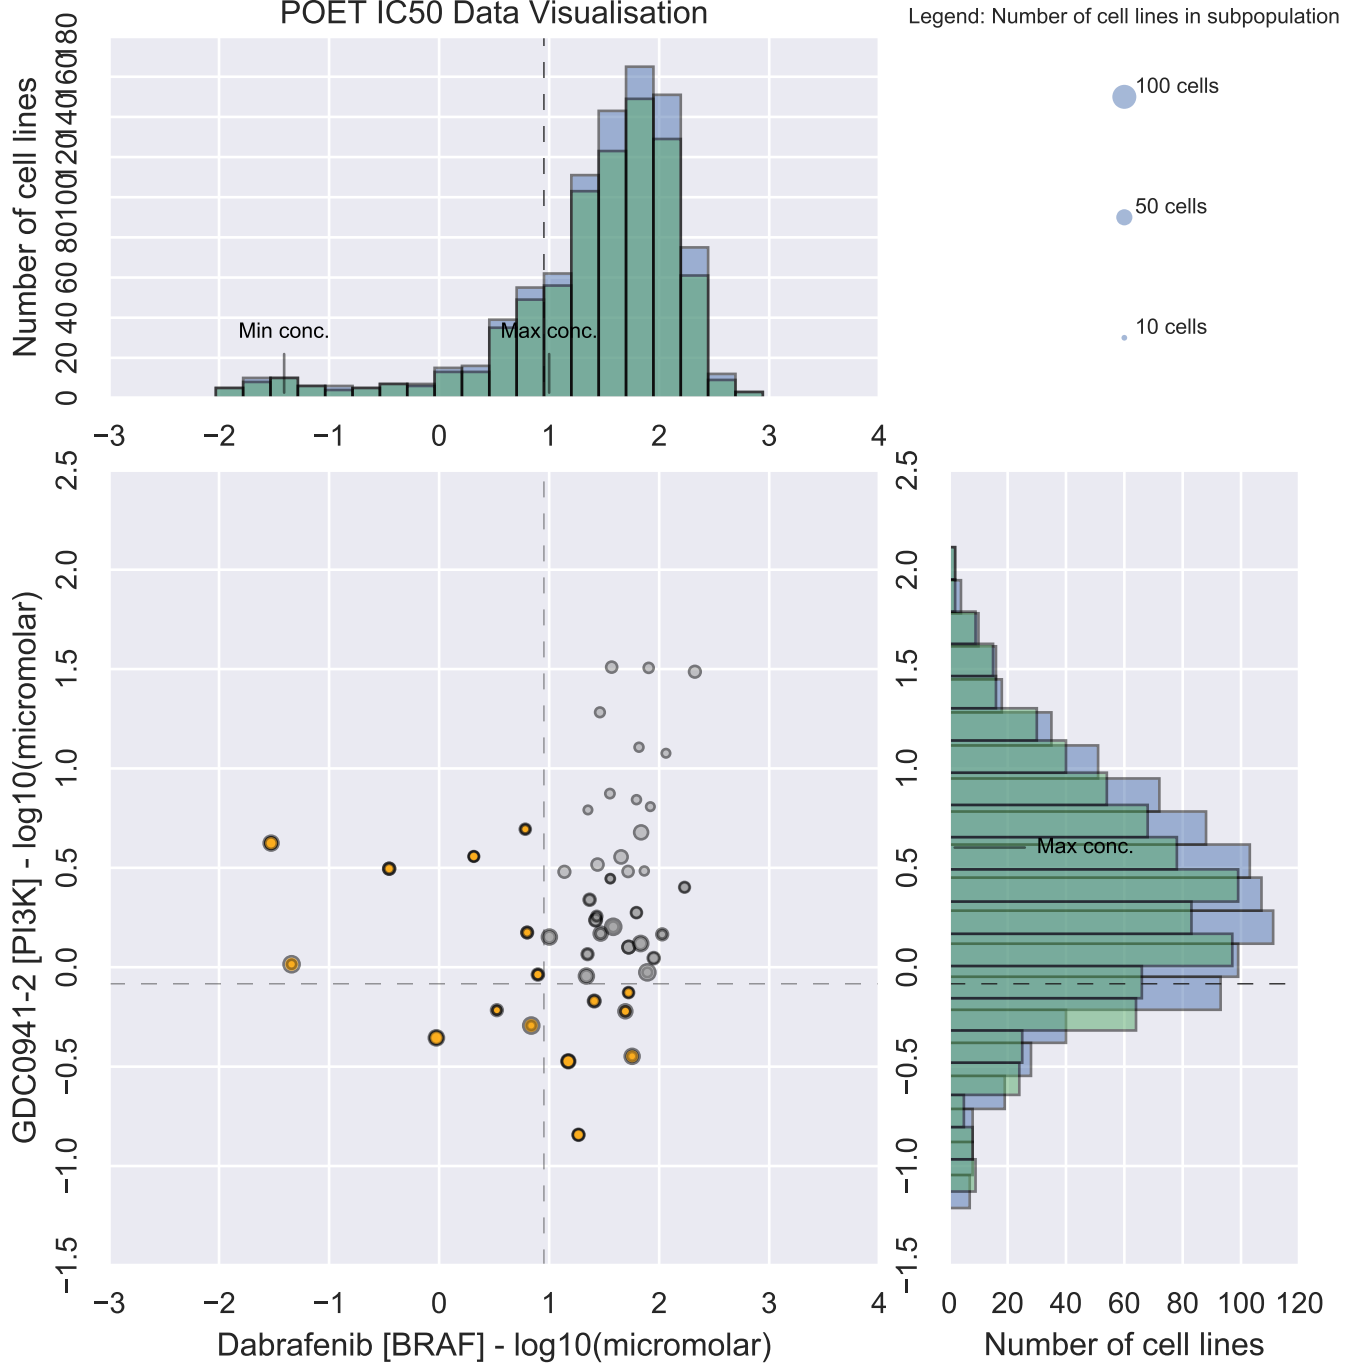 POET IC50 Data Visualisation
Legend: Number of cell lines in subpopulation
100 cells
50 cells
10 cells
Number of cell lines
180
160
140
120
100
80
60
40
20
0
Min conc.
Max conc.
−3 −2 −1 0 1 2 3 4
GDC0941-2 [PI3K] - log10(micromolar)
2.5
2.0
1.5
1.0
0.5
0.0
−0.5
−1.0
−1.5
−3 −2 −1 0 1 2 3 4
Dabrafenib [BRAF] - log10(micromolar)
2.5
2.0
1.5
1.0
0.5
0.0
−0.5
−1.0
−1.5
Max conc.
0 20 40 60 80 100 120
Number of cell lines